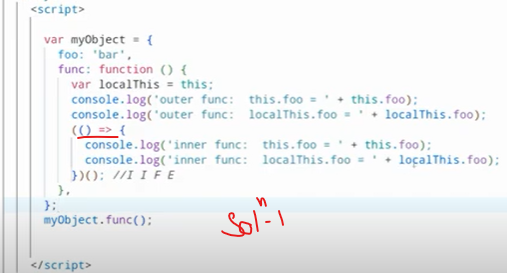 <script>
var myObject = {
foo: 'bar',
func: function () {
var localThis = this;
console.log('outer func:  this.foo = ' + this.foo);
console.log('outer func:  localThis.foo = ' + localThis.foo);
(() => {
console.log('inner func:  this.foo = ' + this.foo);
console.log('inner func:  localThis.foo = ' + localThis.foo);
})(); //I I F E
},
};
myObject.func();
Solⁿ-1
</script>